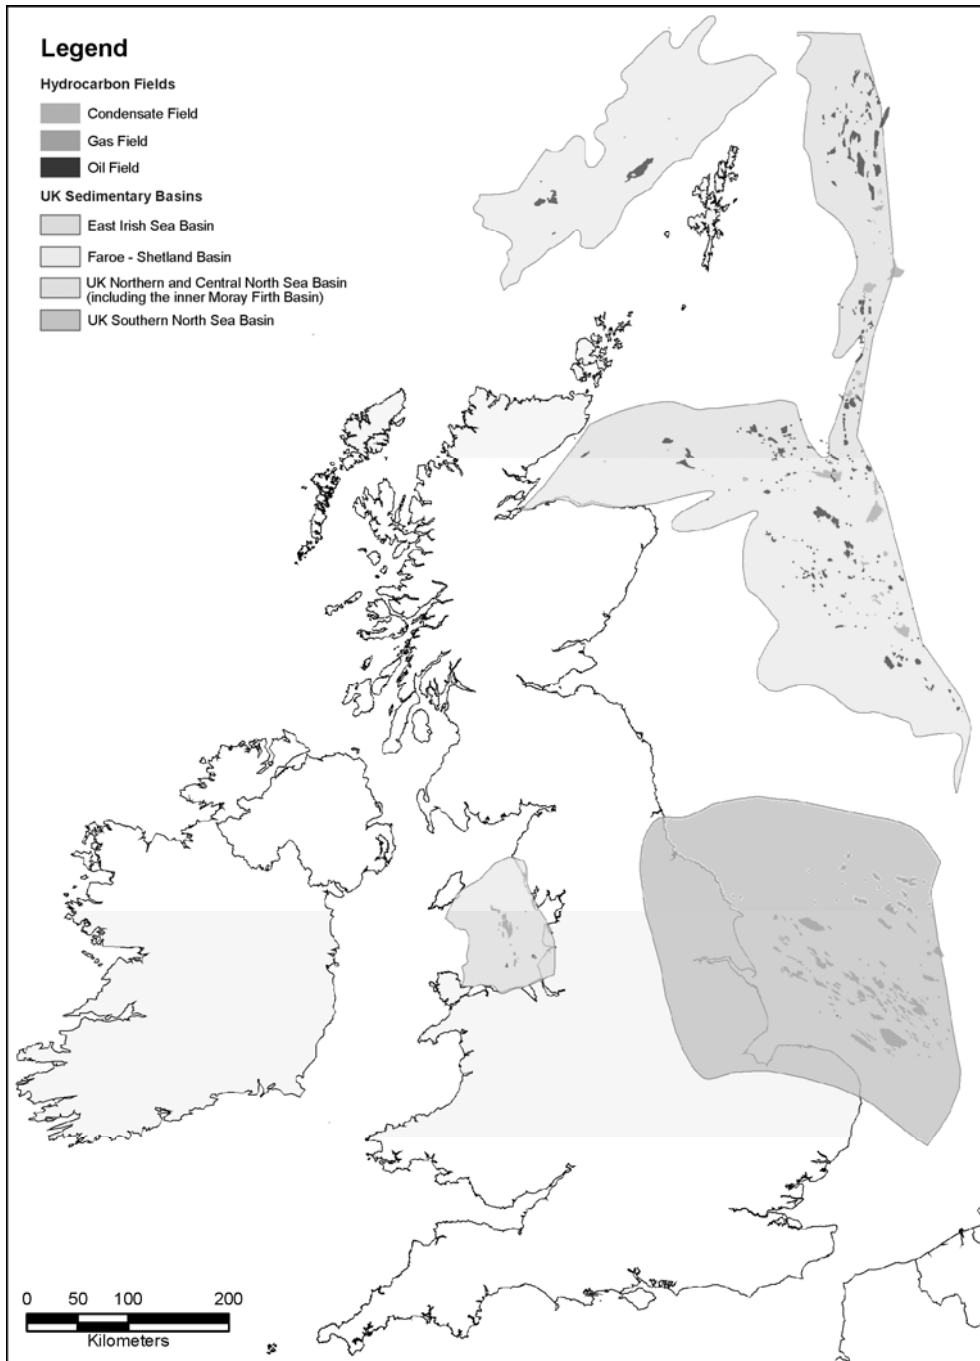 Legend
Hydrocarbon Fields
Condensate Field
Gas Field
Oil Field
UK Sedimentary Basins
East Irish Sea Basin
Faroe - Shetland Basin
UK Northern and Central North Sea Basin
(including the inner Moray Firth Basin)
UK Southern North Sea Basin
0 50 100 200
Kilometers